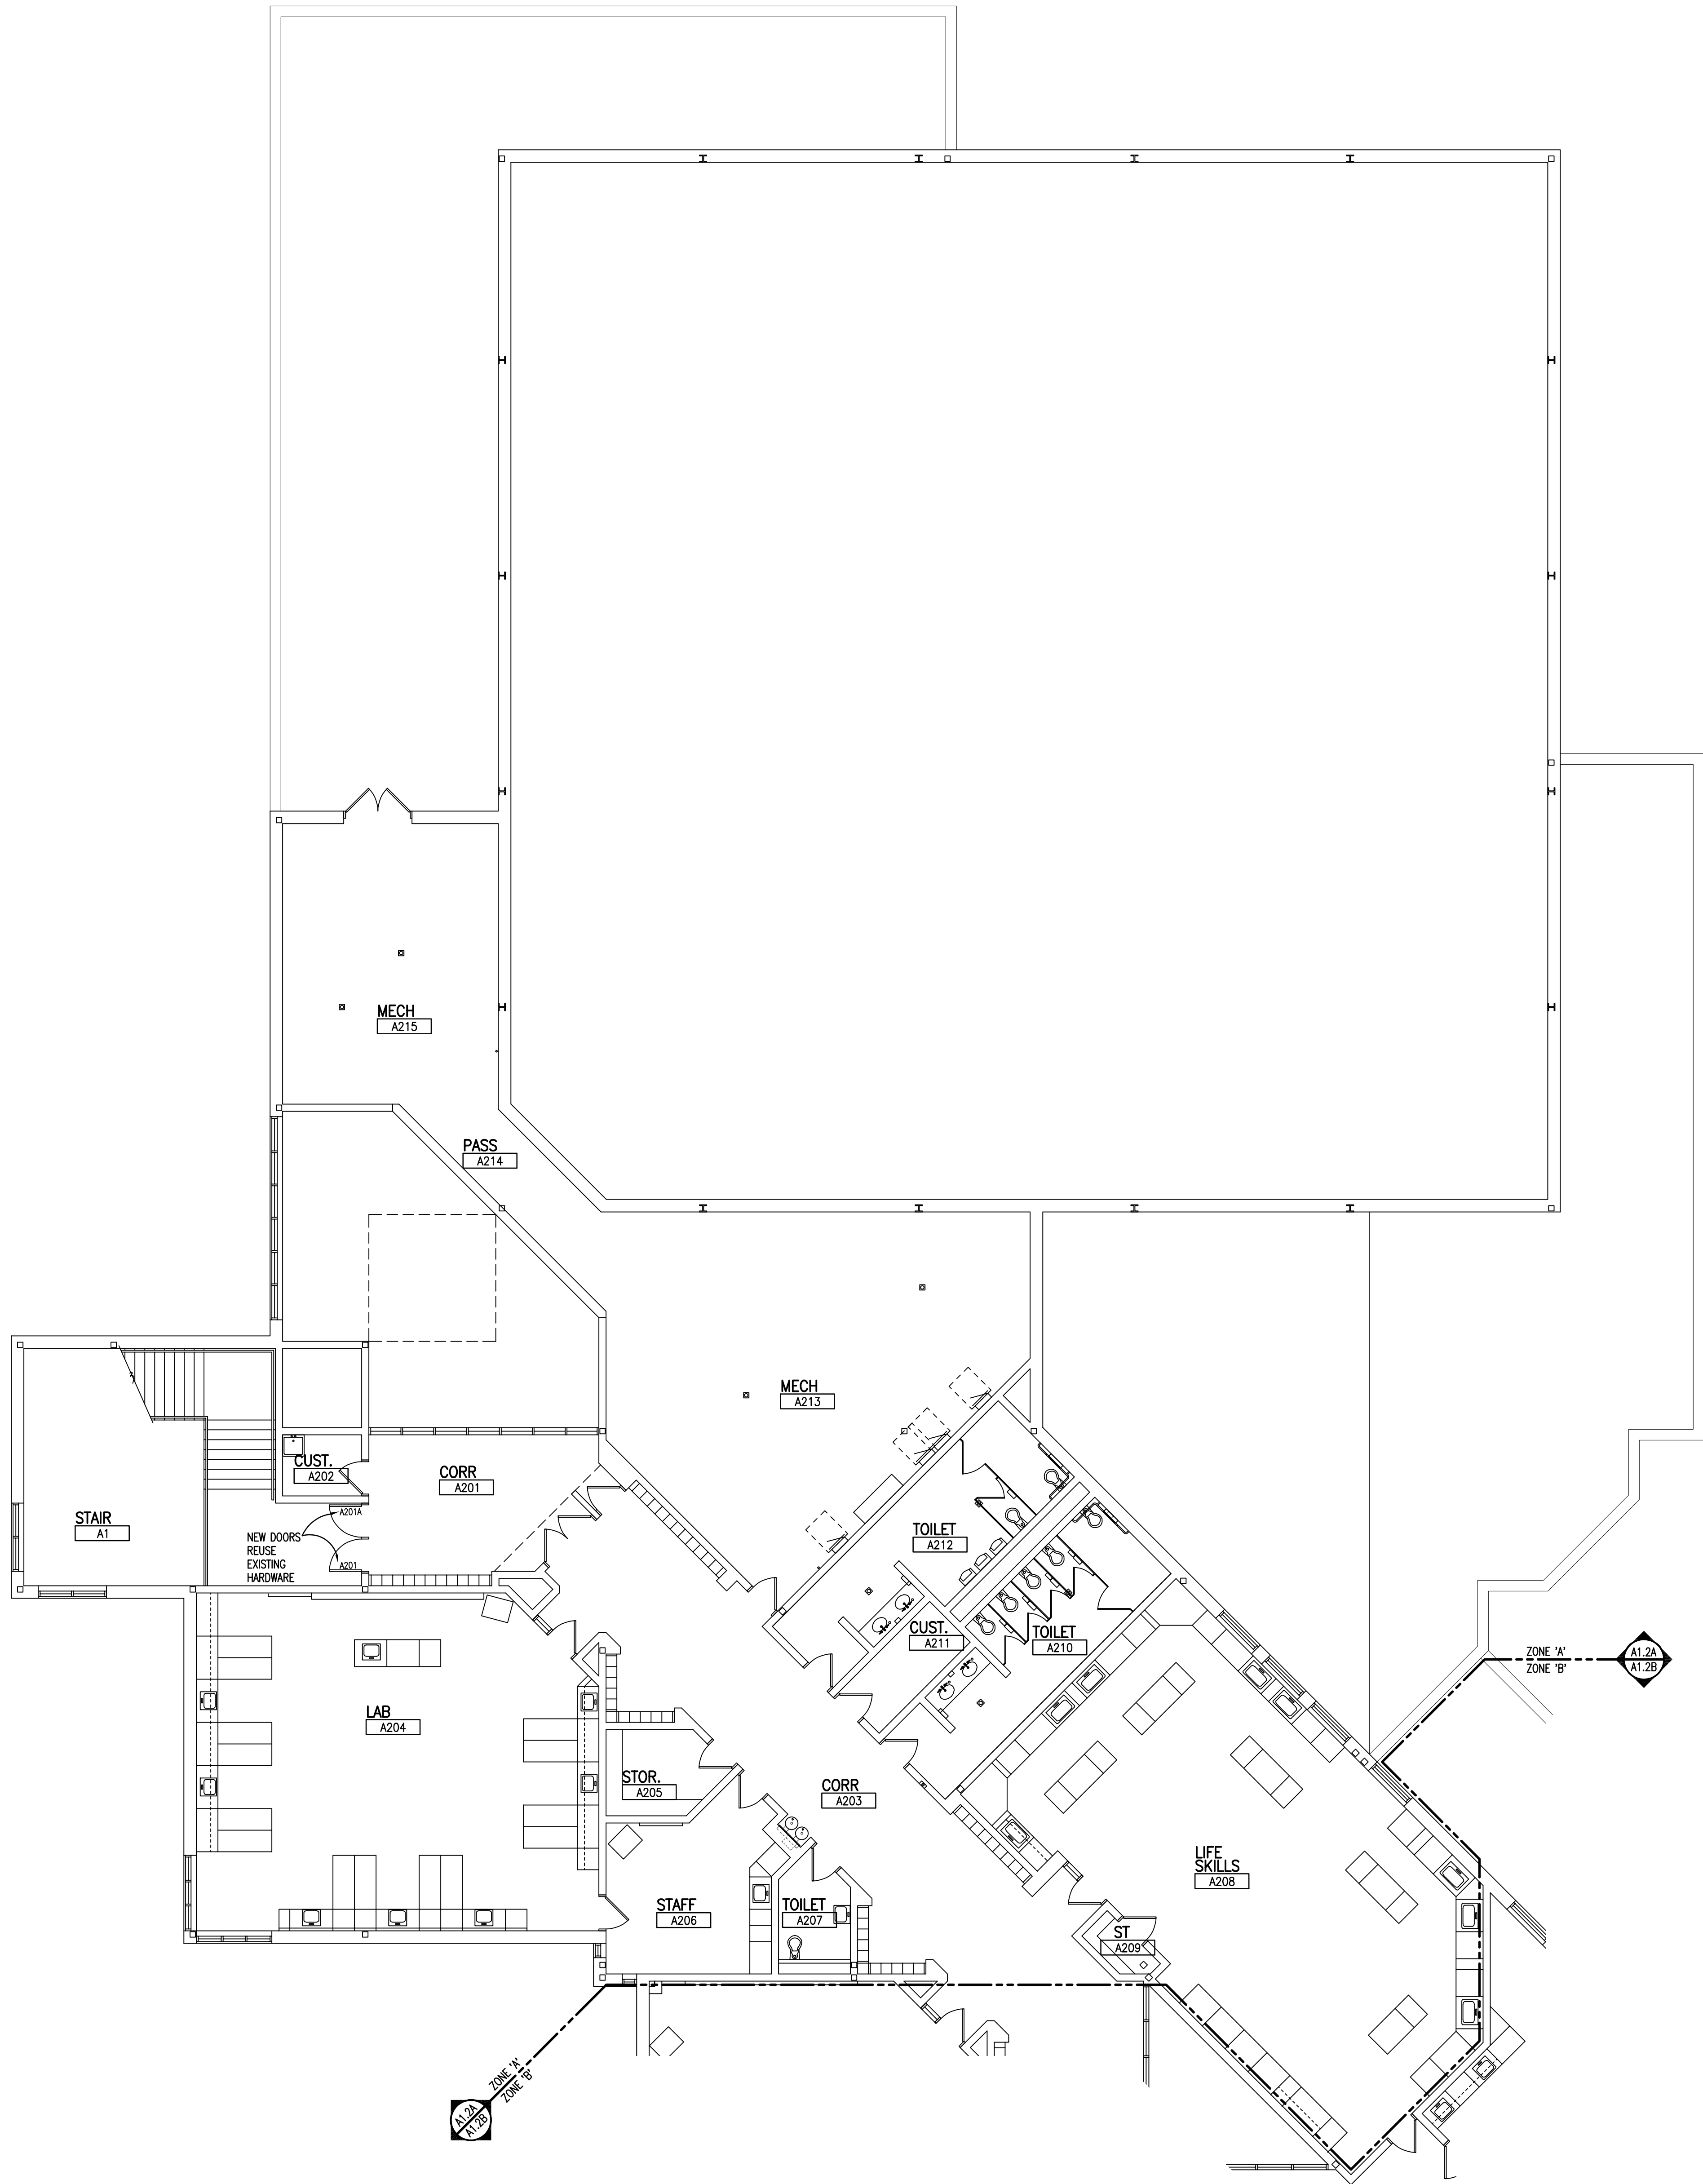 MECH
A215
PASS
A214
MECH
A213
CUST.
A202
CORR
A201
STAIR
A1
A201A
NEW DOORS
REUSE
EXISTING
HARDWARE
A201
TOILET
A212
CUST.
A211
TOILET
A210
ZONE 'A'
ZONE 'B'
A1.2A
A1.2B
LAB
A204
STOR.
A205
CORR
A203
LIFE
SKILLS
A208
STAFF
A206
TOILET
A207
ST
A209
ZONE 'A'
ZONE 'B'
A1.2A
A1.2B